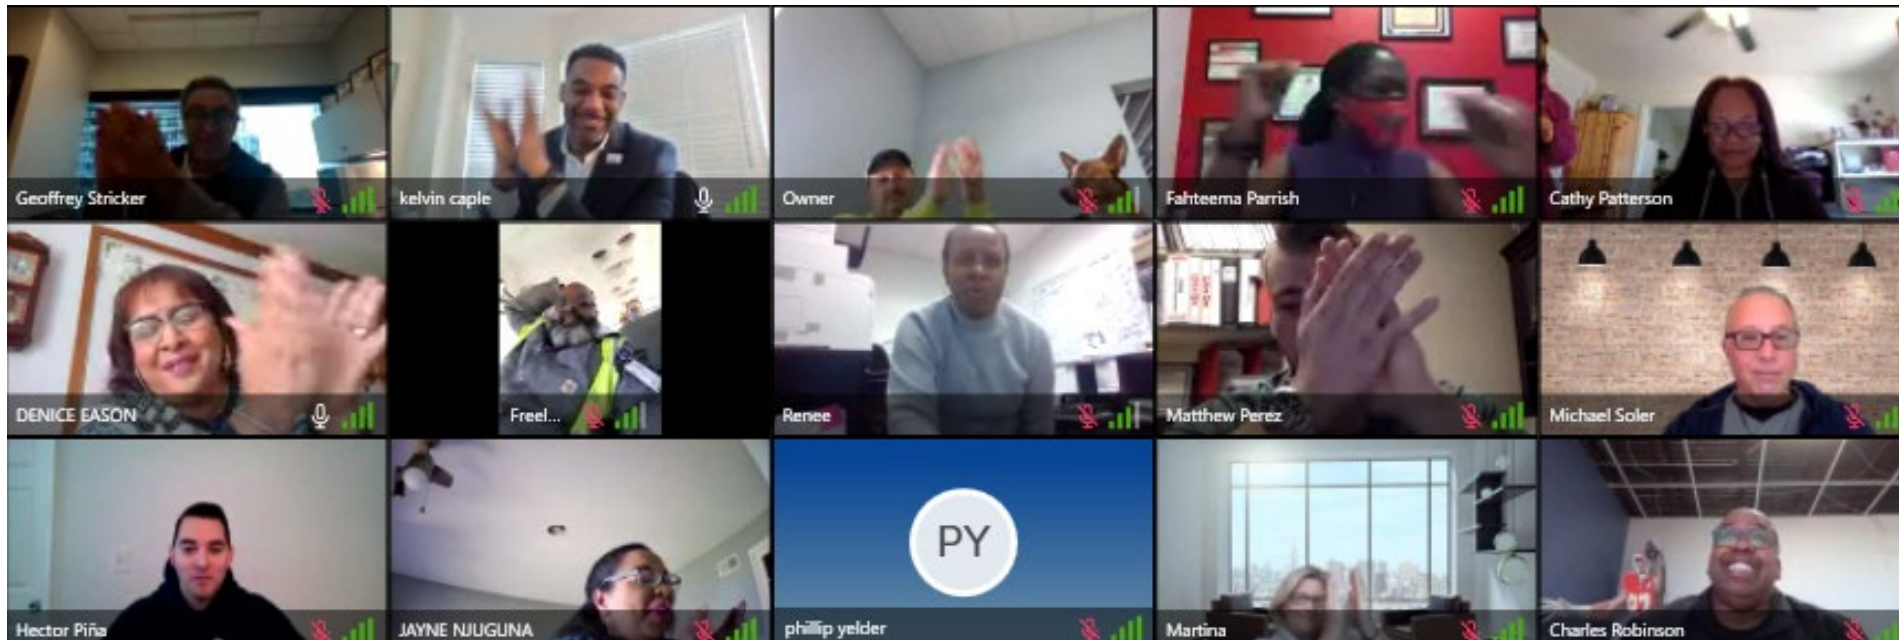 Geoffrey Stricker
kelvin caple
Owner
Fahteema Parrish
Cathy Patterson
DENICE EASON
Freel...
Renee
Matthew Perez
Michael Soler
Hector Piña
JAYNE NJUGUNA
PY
phillip yelder
Martina
Charles Robinson